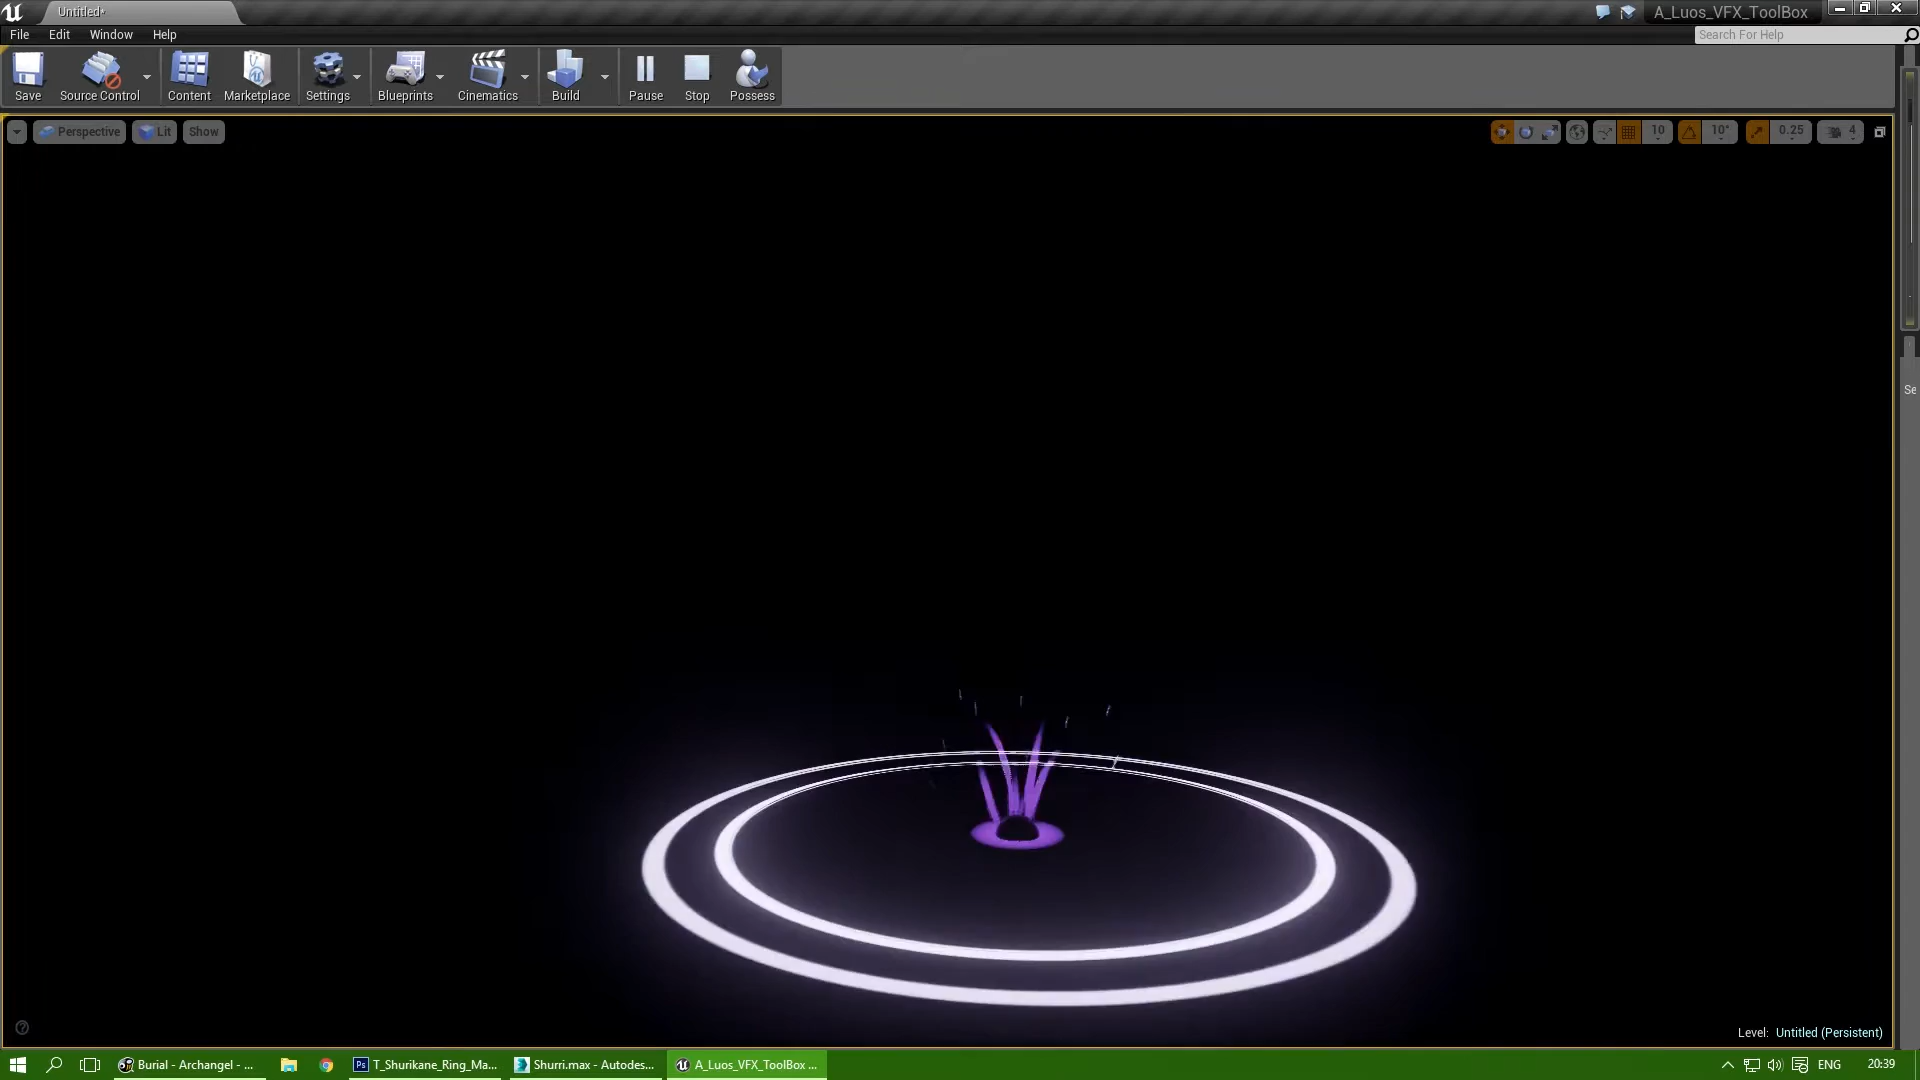 Untitled*
A_Luos_VFX_ToolBox
File Edit Window Help
Search For Help
Save Source Control Content Marketplace Settings Blueprints Cinematics Build Pause Stop Possess
Perspective Lit Show
10 10° 0.25 4
Se
Level: Untitled (Persistent)
Burial - Archangel - ... T_Shurikane_Ring_Ma... Shurri.max - Autodes... A_Luos_VFX_ToolBox ... ENG 20:39